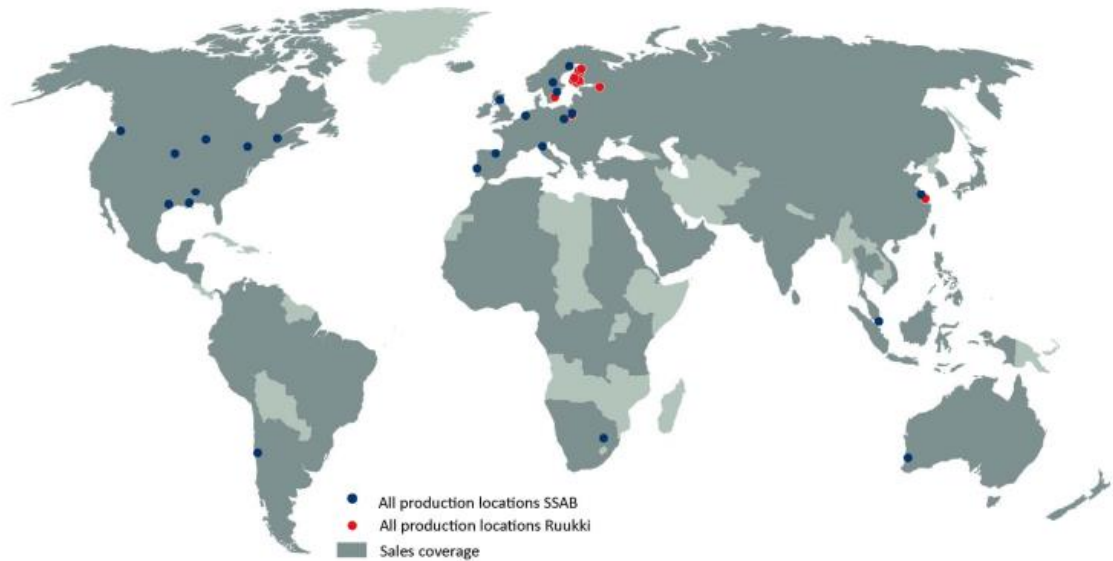 All production locations SSAB
All production locations Ruukki
Sales coverage